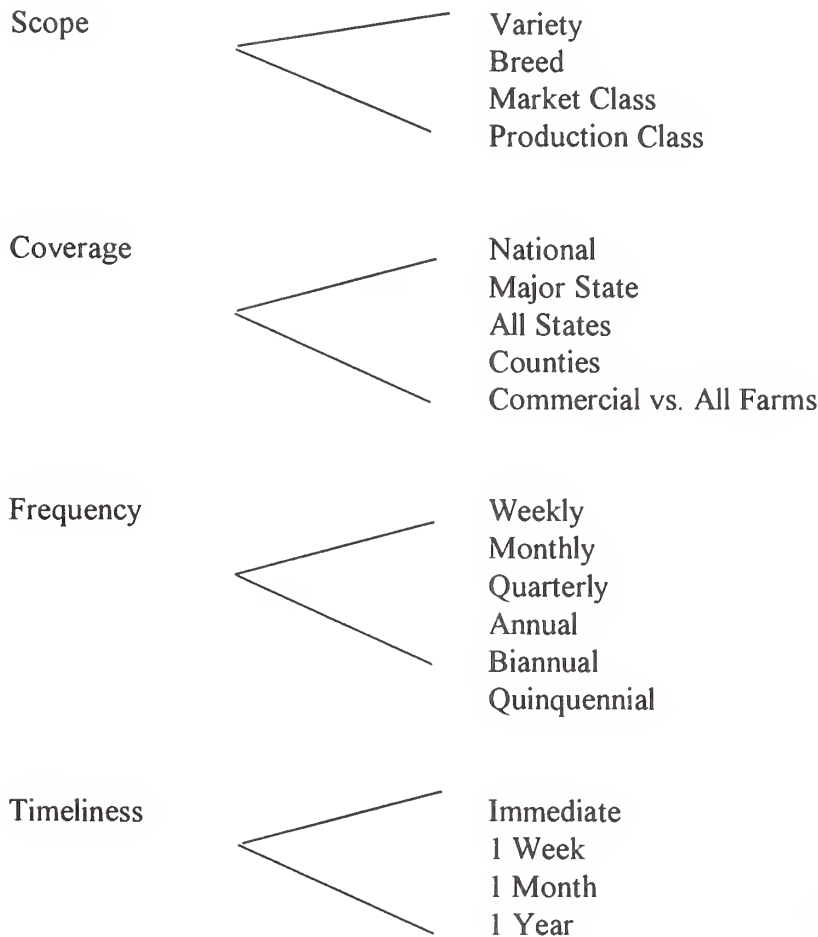 Scope
Variety
Breed
Market Class
Production Class
Coverage
National
Major State
All States
Counties
Commercial vs. All Farms
Frequency
Weekly
Monthly
Quarterly
Annual
Biannual
Quinquennial
Timeliness
Immediate
1 Week
1 Month
1 Year